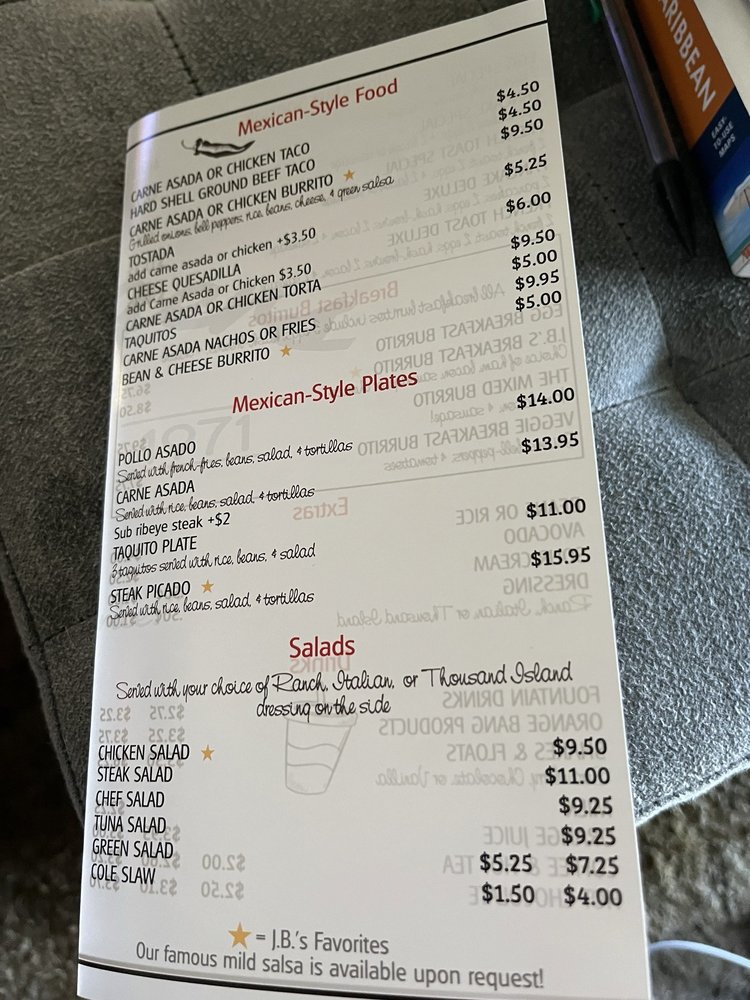 Mexican-Style Food
CARNE ASADA OR CHICKEN TACO $4.50
HARD SHELL GROUND BEEF TACO $4.50
CARNE ASADA OR CHICKEN BURRITO $9.50
Grilled onions, bell peppers, rice, beans, cheese, & green salsa
TOSTADA $5.25
add carne asada or chicken +$3.50
CHEESE QUESADILLA $6.00
add Carne Asada or Chicken $3.50
CARNE ASADA OR CHICKEN TORTA $9.50
TAQUITOS $5.00
CARNE ASADA NACHOS OR FRIES $9.95
BEAN & CHEESE BURRITO $5.00
Mexican-Style Plates
POLLO ASADO $14.00
Served with french-fries, beans, salad, & tortillas
CARNE ASADA $13.95
Served with rice, beans, salad, & tortillas
Sub ribeye steak +$2
TAQUITO PLATE $11.00
3 taquitos served with rice, beans, & salad
STEAK PICADO $15.95
Served with rice, beans, salad, & tortillas
Salads
Served with your choice of Ranch, Italian, or Thousand Island
dressing on the side
CHICKEN SALAD $9.50
STEAK SALAD $11.00
CHEF SALAD $9.25
TUNA SALAD $9.25
GREEN SALAD $5.25 $7.25
COLE SLAW $1.50 $4.00
= J.B.'s Favorites
Our famous mild salsa is available upon request!
CARIBBEAN
EASY-
TO-USE
MAPS